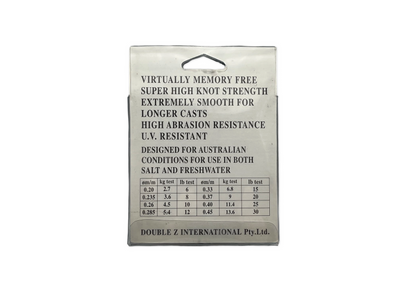 VIRTUALLY MEMORY FREE
SUPER HIGH KNOT STRENGTH
EXTREMELY SMOOTH FOR
LONGER CASTS
HIGH ABRASION RESISTANCE
U.V. RESISTANT
DESIGNED FOR AUSTRALIAN
CONDITIONS FOR USE IN BOTH
SALT AND FRESHWATER
øm/m kg test lb test øm/m kg test lb test
0.20 2.7 6 0.33 6.8 15
0.235 3.6 8 0.37 9 20
0.26 4.5 10 0.40 11.4 25
0.285 5.4 12 0.45 13.6 30
DOUBLE Z INTERNATIONAL Pty.Ltd.